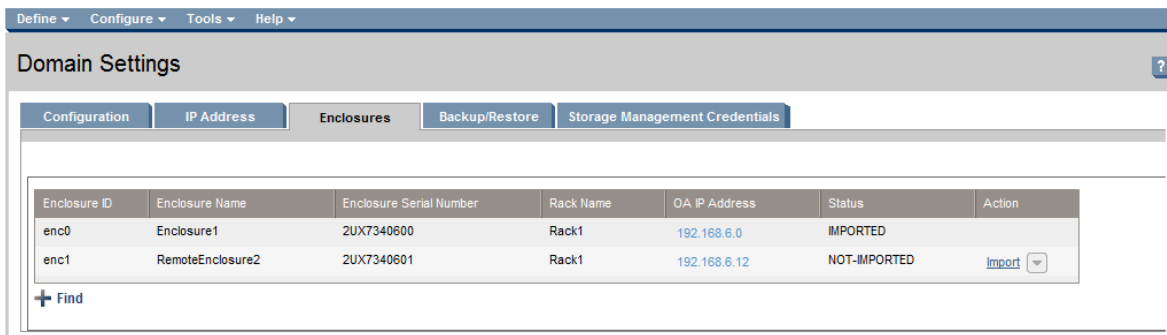 Define Configure Tools Help
Domain Settings
?
Configuration IP Address Enclosures Backup/Restore Storage Management Credentials
Enclosure ID Enclosure Name Enclosure Serial Number Rack Name OA IP Address Status Action
enc0 Enclosure1 2UX7340600 Rack1 192.168.6.0 IMPORTED
enc1 RemoteEnclosure2 2UX7340601 Rack1 192.168.6.12 NOT-IMPORTED Import
Find